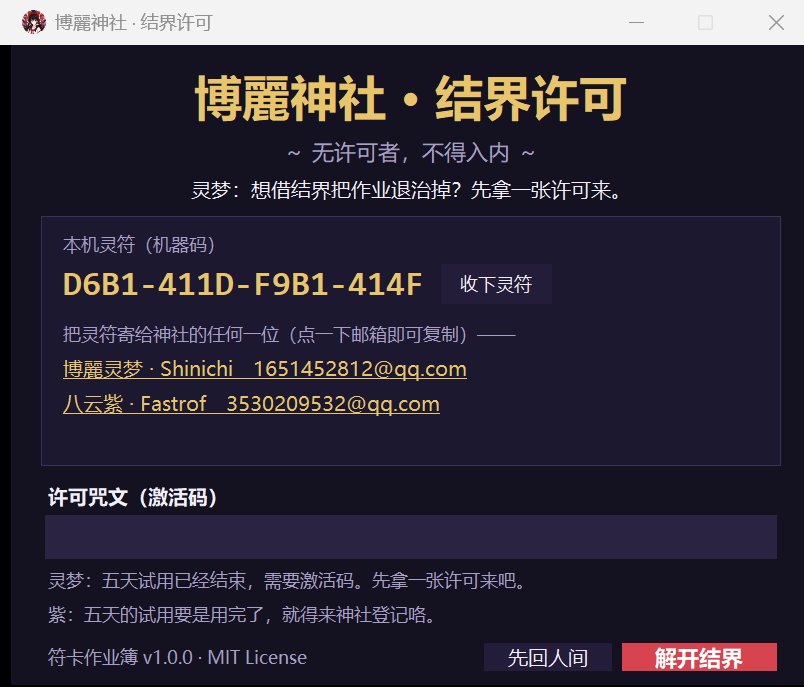 博麗神社 · 结界许可
博麗神社 · 结界许可
~ 无许可者，不得入内 ~
灵梦：想借结界把作业退治掉？先拿一张许可来。
本机灵符（机器码）
D6B1-411D-F9B1-414F 收下灵符
把灵符寄给神社的任何一位（点一下邮箱即可复制）——
博麗灵梦 · Shinichi 1651452812@qq.com
八云紫 · Fastrof 3530209532@qq.com
许可咒文（激活码）
灵梦：五天试用已经结束，需要激活码。先拿一张许可来吧。
紫：五天的试用要是用完了，就得来神社登记咯。
符卡作业簿 v1.0.0 · MIT License 先回人间 解开结界